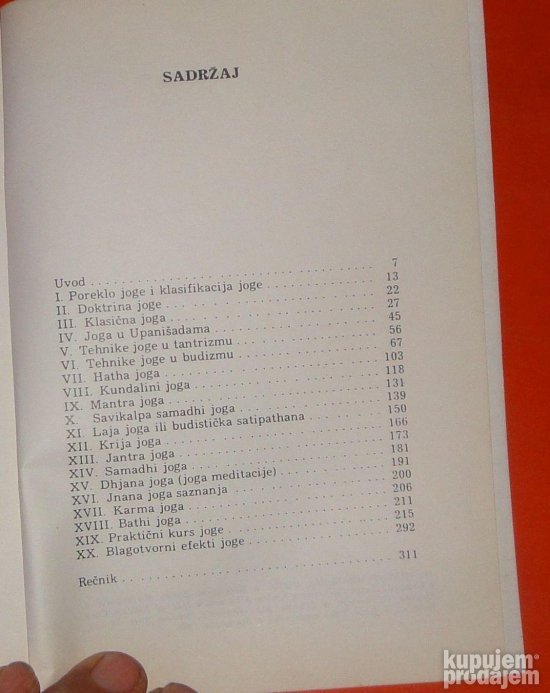 SADRŽAJ
Uvod . . . . . . . . . . . . . . . . 7
I. Poreklo joge i klasifikacija joge . . . . . . . . 13
II. Doktrina joge . . . . . . . . . . . . . 22
III. Klasična joga . . . . . . . . . . . . . 27
IV. Joga u Upanišadama . . . . . . . . . . . 45
V. Tehnike joge u tantrizmu . . . . . . . . . 56
VI. Tehnike joge u budizmu . . . . . . . . . . 67
VII. Hatha joga . . . . . . . . . . . . . 103
VIII. Kundalini joga . . . . . . . . . . . . 118
IX. Mantra joga . . . . . . . . . . . . . 131
X. Savikalpa samadhi joga . . . . . . . . . . 139
XI. Laja joga ili budistička satipathana . . . . . . 150
XII. Krija joga . . . . . . . . . . . . . 166
XIII. Jantra joga . . . . . . . . . . . . . 173
XIV. Samadhi joga . . . . . . . . . . . . 181
XV. Dhjana joga (joga meditacije) . . . . . . . . 191
XVI. Jnana joga saznanja . . . . . . . . . . 200
XVII. Karma joga . . . . . . . . . . . . . 206
XVIII. Bathi joga . . . . . . . . . . . . . 211
XIX. Praktični kurs joge . . . . . . . . . . . 215
XX. Blagotvorni efekti joge . . . . . . . . . . 292
Rečnik . . . . . . . . . . . . . . . . 311
kupujem
prodajem